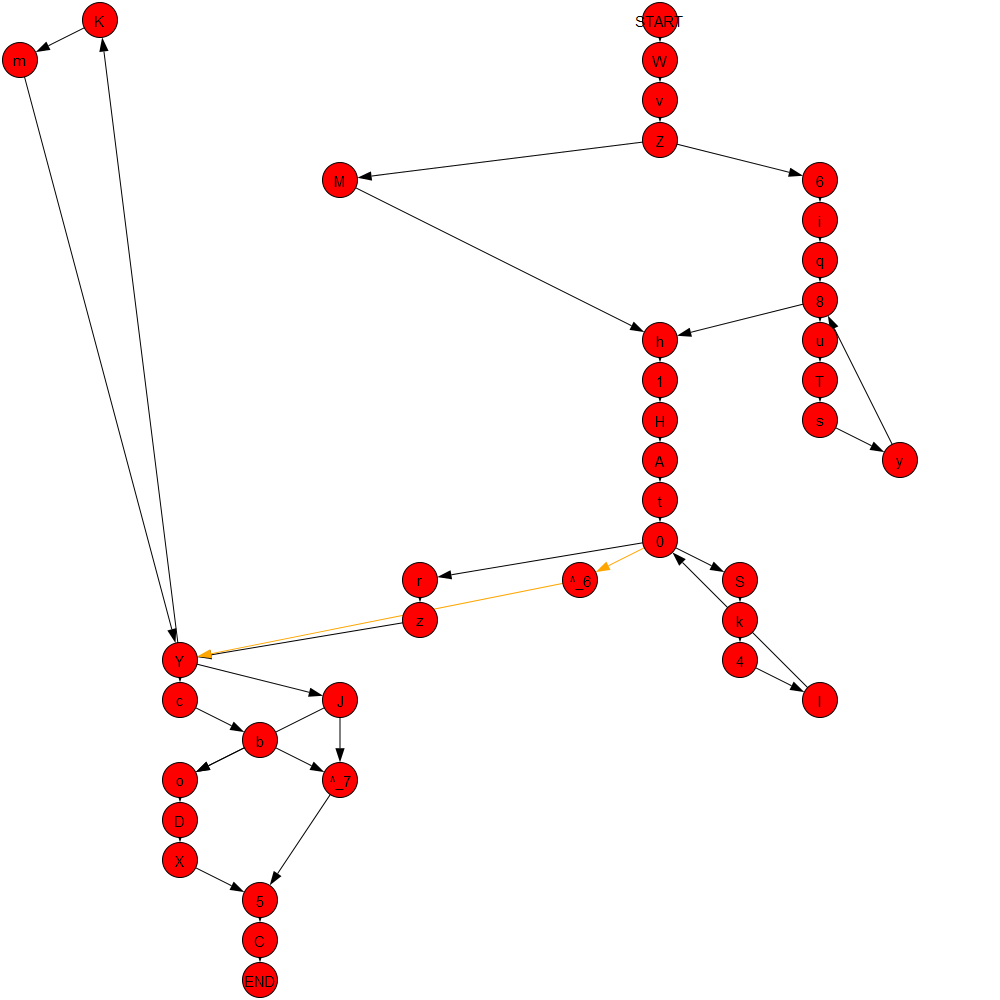 K START
m W
v
Z
M 6
i
q
8
h u
1 T
H s
A y
t
0
r ^_6 S
z k
Y 4
c J l
b
o ^_7
D
X
5
C
END